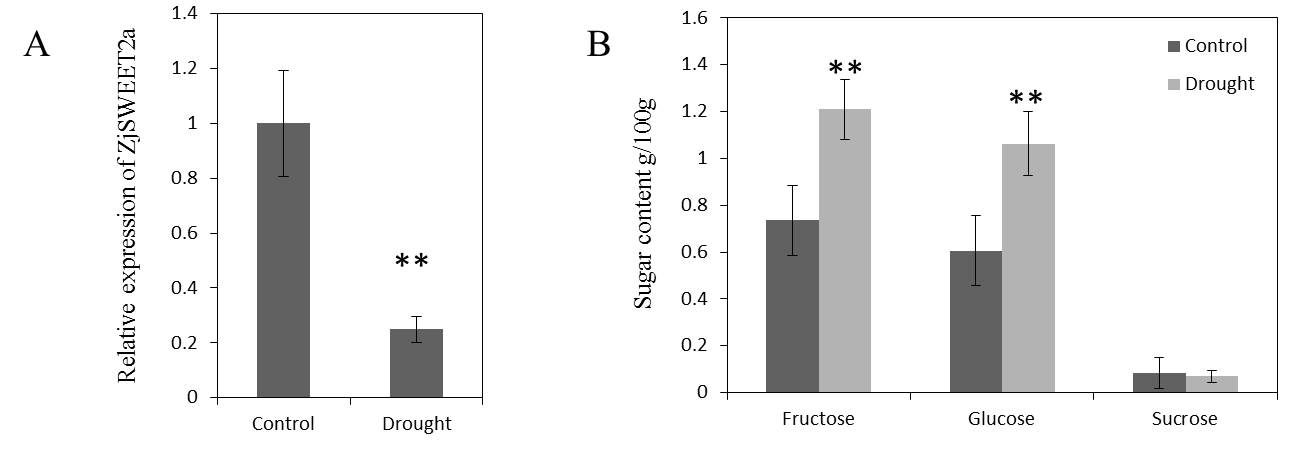 A
Relative expression of ZjSWEET2a
1.4
1.2
1
0.8
0.6
0.4
0.2
0
**
Control Drought
B
Sugar content g/100g
1.6
1.4
1.2
1
0.8
0.6
0.4
0.2
0
**
**
Control
Drought
Fructose Glucose Sucrose